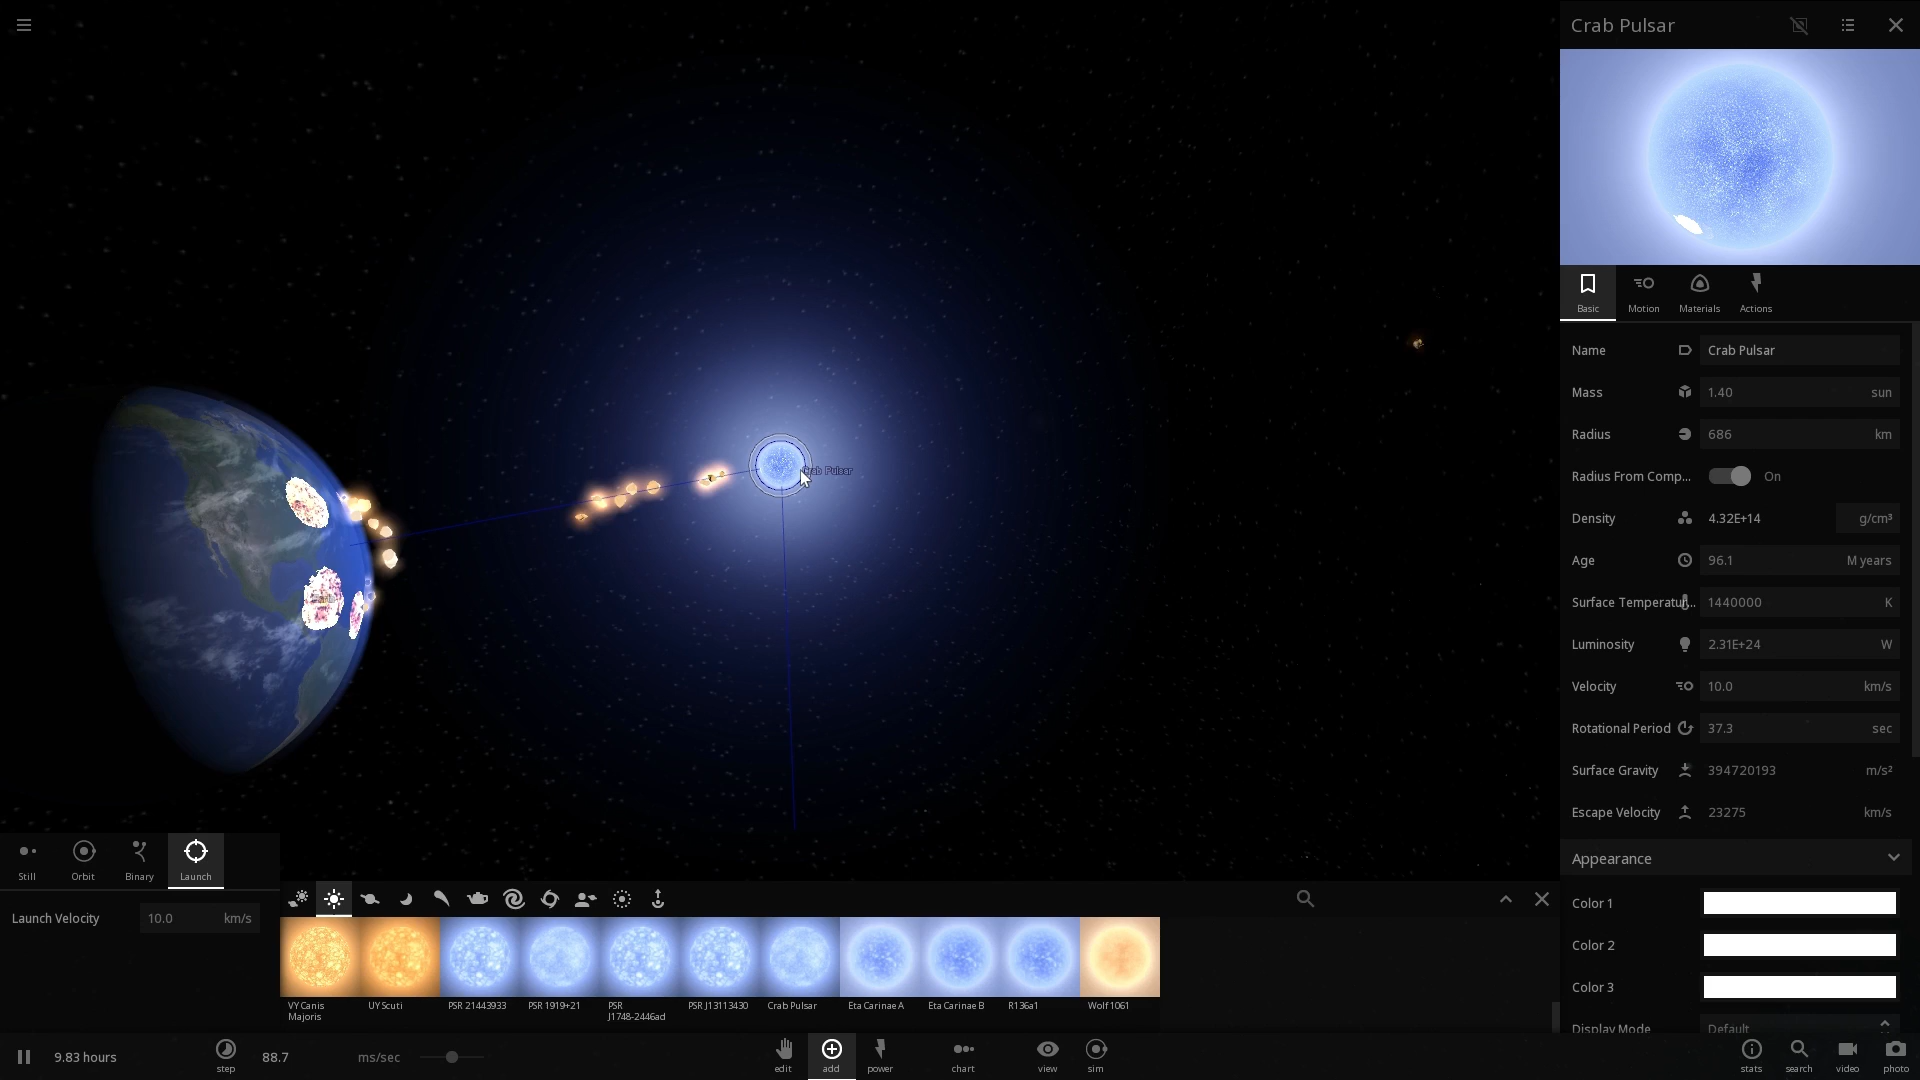 Crab Pulsar
Crab Pulsar
Basic
Motion
Materials
Actions
Name
Crab Pulsar
Mass
1.40
sun
Radius
686
km
Radius From Comp...
On
Density
4.32E+14
g/cm³
Age
96.1
M years
Surface Temperatur...
1440000
K
Luminosity
2.31E+24
W
Velocity
10.0
km/s
Rotational Period
37.3
sec
Surface Gravity
394720193
m/s²
Escape Velocity
23275
km/s
Appearance
Color 1
Color 2
Color 3
Display Mode
Default
Still
Orbit
Binary
Launch
Launch Velocity
10.0
km/s
VY Canis
Majoris
UY Scuti
PSR 21443933
PSR 1919+21
PSR
J1748-2446ad
PSR J13113430
Crab Pulsar
Eta Carinae A
Eta Carinae B
R136a1
Wolf 1061
9.83 hours
step
88.7
ms/sec
edit
add
power
chart
view
sim
stats
search
video
photo